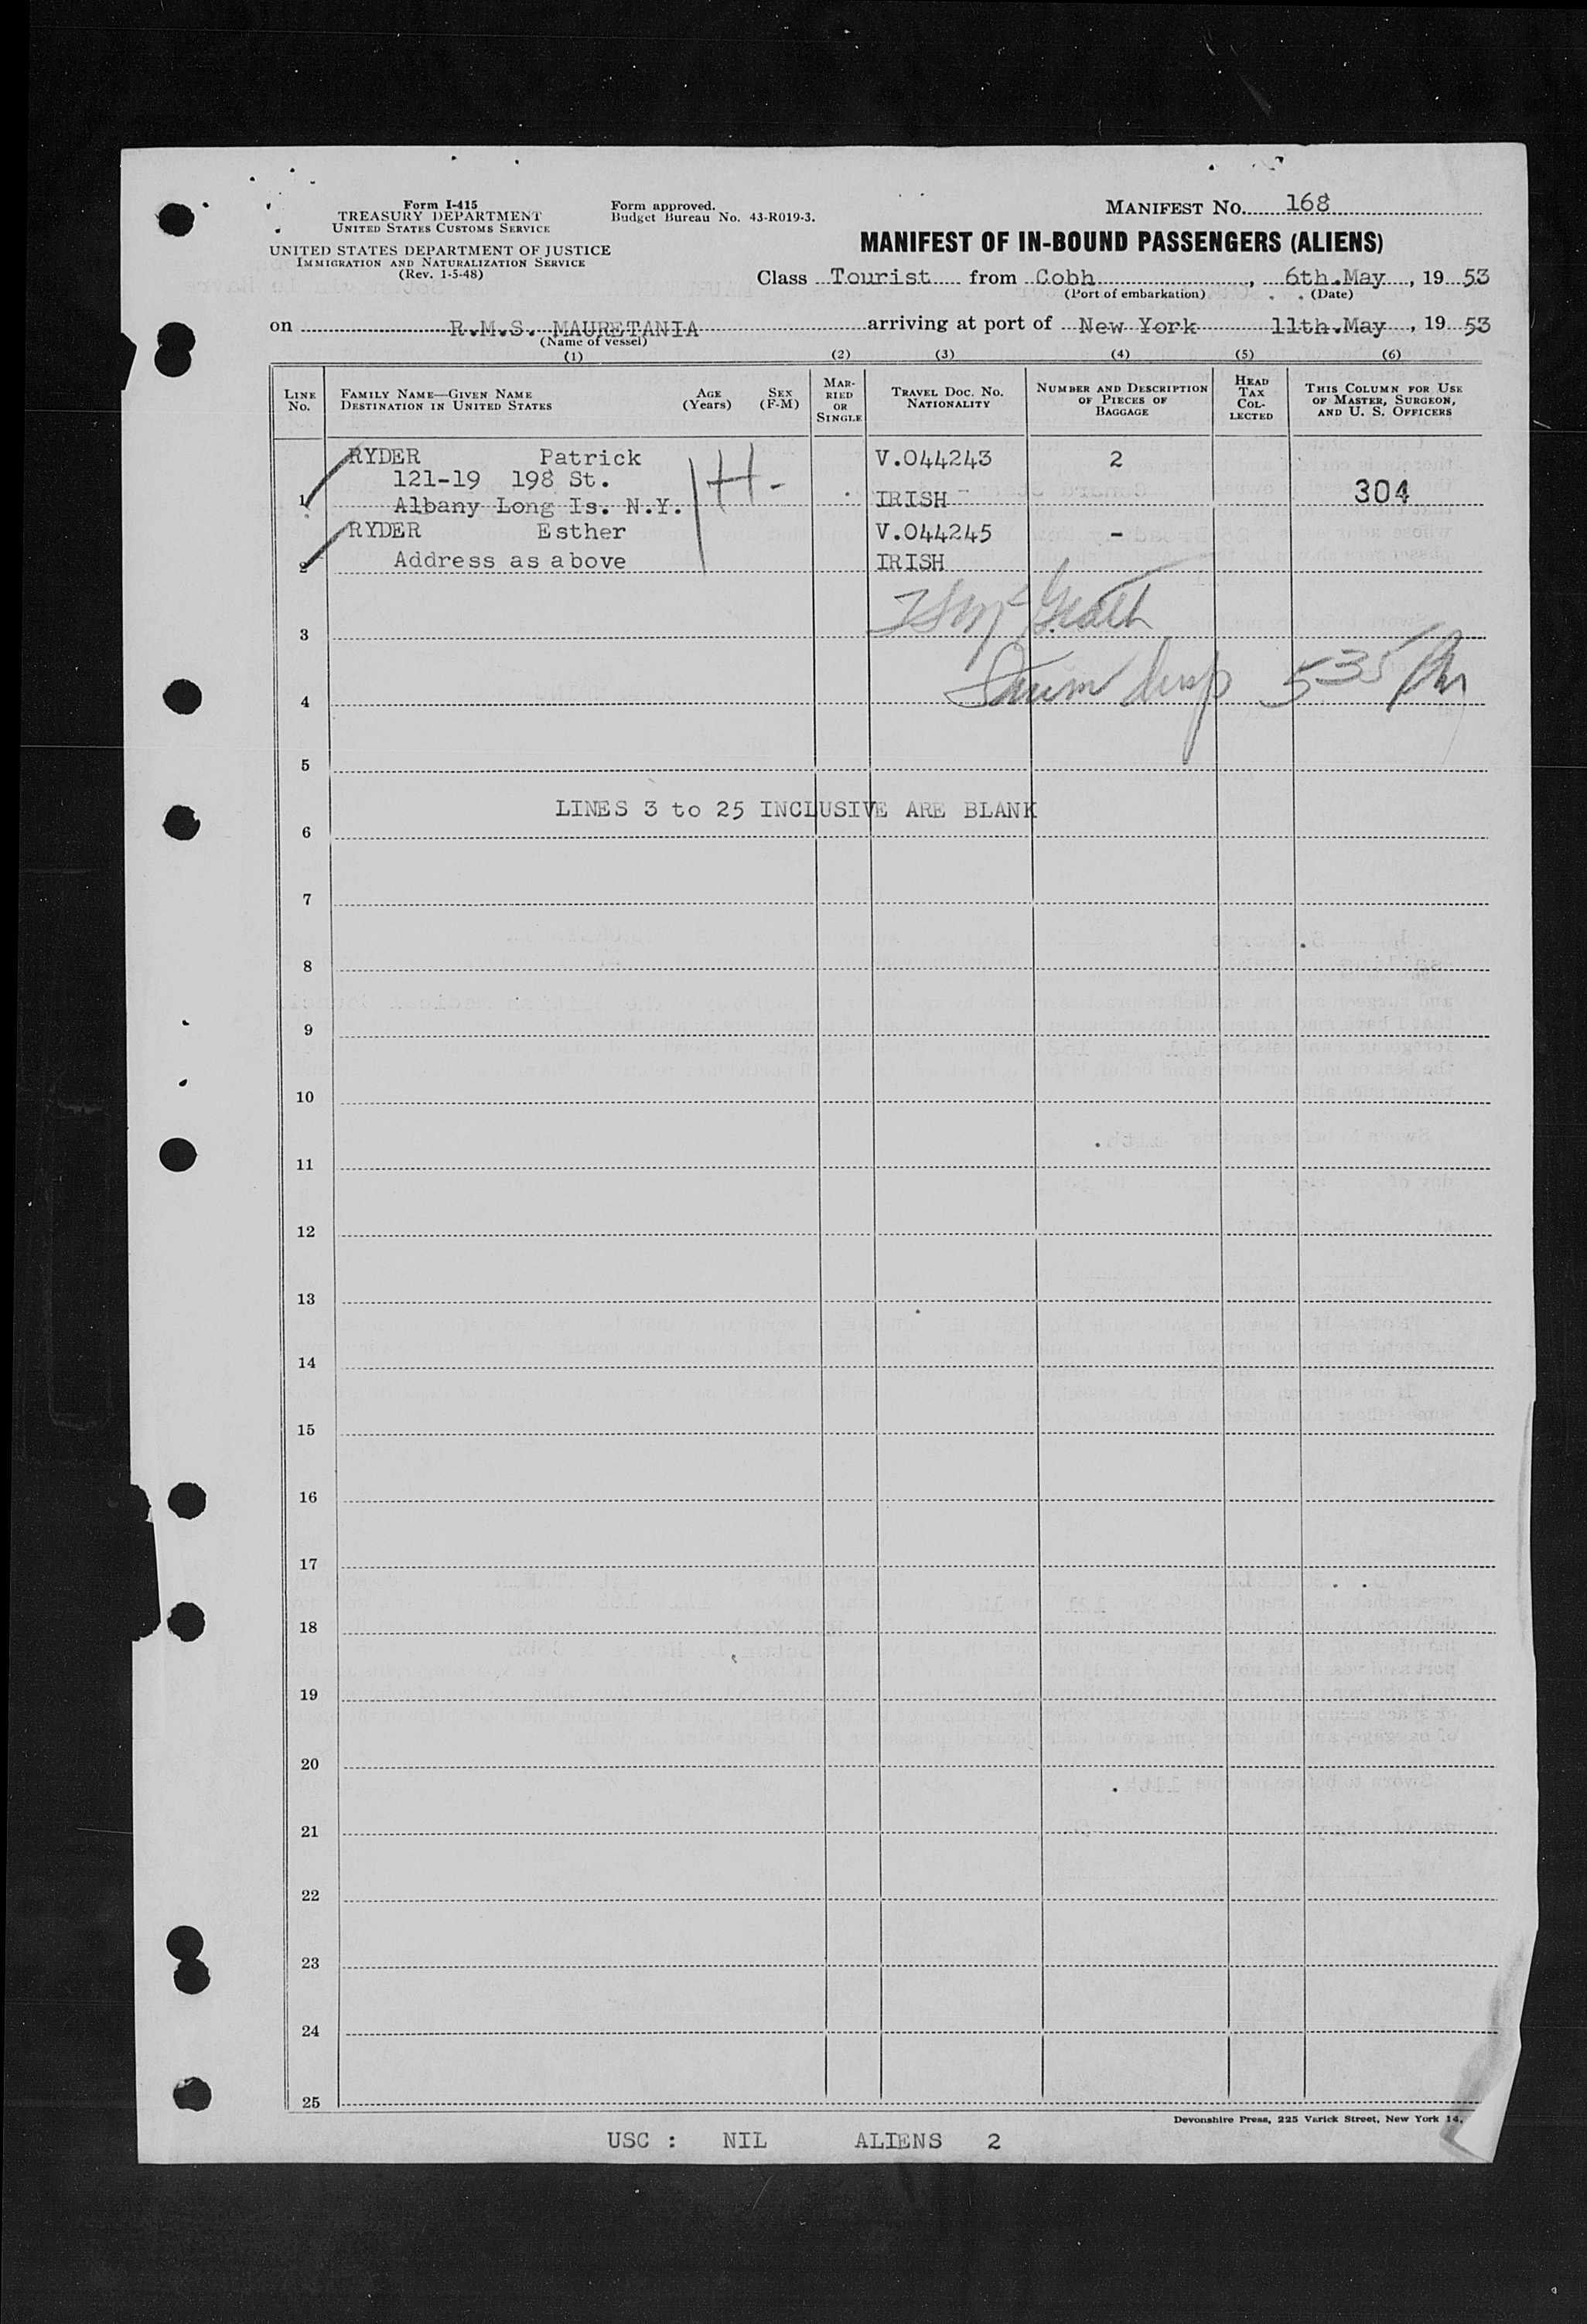 Form I-415
TREASURY DEPARTMENT
UNITED STATES CUSTOMS SERVICE
UNITED STATES DEPARTMENT OF JUSTICE
IMMIGRATION AND NATURALIZATION SERVICE
(Rev. 1-5-48)
Form approved.
Budget Bureau No. 43-R019-3.
MANIFEST NO. 168
MANIFEST OF IN-BOUND PASSENGERS (ALIENS)
Class Tourist from Cobh, 6th.May, 19 53
(Port of embarkation) (Date)
on R.M.S. MAURETANIA arriving at port of New York 11th.May, 19 53
(Name of vessel)
(1) (2) (3) (4) (5) (6)
LINE NO.
FAMILY NAME—GIVEN NAME
DESTINATION IN UNITED STATES
AGE (Years)
SEX (F-M)
MARRIED OR SINGLE
TRAVEL DOC. NO. NATIONALITY
NUMBER AND DESCRIPTION OF PIECES OF BAGGAGE
HEAD TAX COLLECTED
THIS COLUMN FOR USE OF MASTER, SURGEON, AND U. S. OFFICERS
RYDER Patrick V.044243 2
121-19 198 St. 304
1 Albany Long Is. N.Y. IRISH
RYDER Esther V.044245 -
2 Address as above IRISH
3
4 535 PM
5
LINES 3 to 25 INCLUSIVE ARE BLANK
6
7
8
9
10
11
12
13
14
15
16
17
18
19
20
21
22
23
24
25
Devonshire Press, 225 Varick Street, New York 14,
USC : NIL ALIENS 2